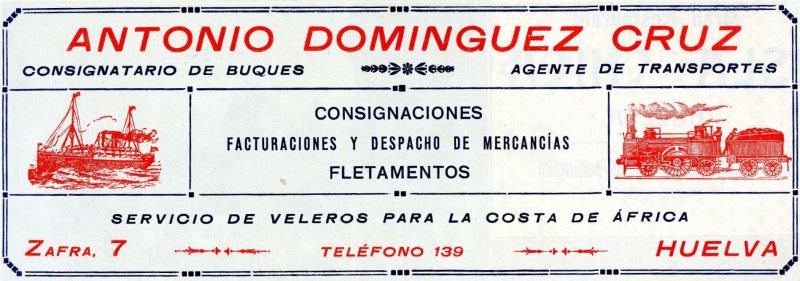 ANTONIO DOMINGUEZ CRUZ
CONSIGNATARIO DE BUQUES
AGENTE DE TRANSPORTES
CONSIGNACIONES
FACTURACIONES Y DESPACHO DE MERCANCÍAS
FLETAMENTOS
SERVICIO DE VELEROS PARA LA COSTA DE ÁFRICA
ZAFRA, 7
TELÉFONO 139
HUELVA